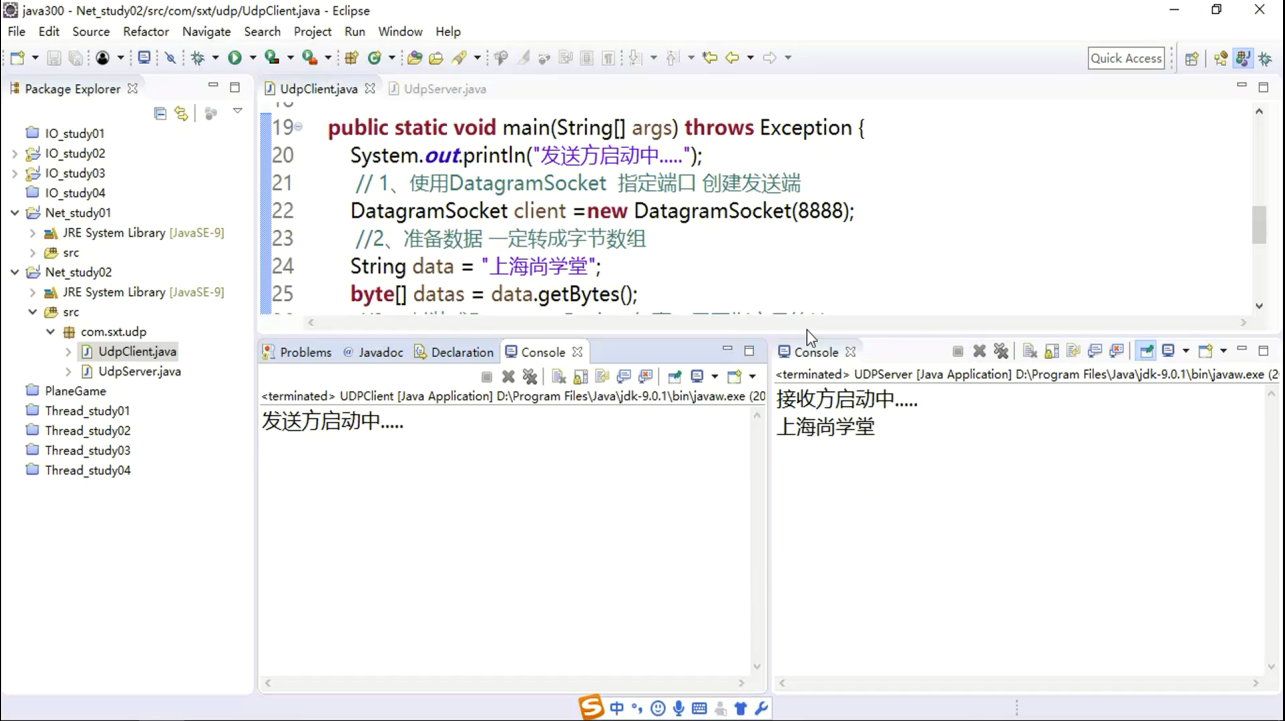 java300 - Net_study02/src/com/sxt/udp/UdpClient.java - Eclipse
File Edit Source Refactor Navigate Search Project Run Window Help
Quick Access
Package Explorer
IO_study01
IO_study02
IO_study03
IO_study04
Net_study01
JRE System Library [JavaSE-9]
src
Net_study02
JRE System Library [JavaSE-9]
src
com.sxt.udp
UdpClient.java
UdpServer.java
PlaneGame
Thread_study01
Thread_study02
Thread_study03
Thread_study04
UdpClient.java UdpServer.java
19 public static void main(String[] args) throws Exception {
20 System.out.println("发送方启动中.....");
21 // 1、使用DatagramSocket 指定端口 创建发送端
22 DatagramSocket client =new DatagramSocket(8888);
23 //2、准备数据 一定转成字节数组
24 String data = "上海尚学堂";
25 byte[] datas = data.getBytes();
Problems @ Javadoc Declaration Console
<terminated> UDPClient [Java Application] D:\Program Files\Java\jdk-9.0.1\bin\javaw.exe (20
发送方启动中.....
Console
<terminated> UDPServer [Java Application] D:\Program Files\Java\jdk-9.0.1\bin\javaw.exe (2
接收方启动中.....
上海尚学堂
S 中